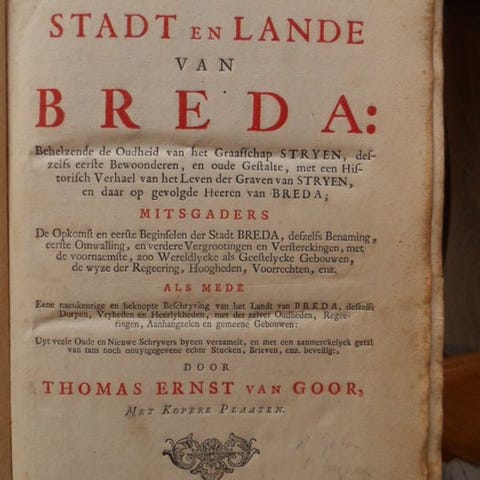 STADT EN LANDE
VAN
BREDA:
Behelzende de Oudheid van het Graafschap STRYEN, des-
zelfs eerste Bewoonderen, en oude Gestalte, met een His-
torisch Verhael van het Leven der Graven van STRYEN,
en daar op gevolgde Heeren van BREDA;
MITSGADERS
De Opkomst en eerste Beginselen der Stadt BREDA, deszelfs Benaming,
eerste Omwalling, en verdere Vergrootingen en Versterckingen, met
de voornaemste, zoo Wereldlycke als Geestelycke Gebouwen,
de wyze der Regeering, Hoogheden, Voorrechten, enz.
ALS MEDE
Eene naeukeurige en beknopte Beschryving van het Landt van BREDA, deszelfs
Dorpen, Vryheden en Heerlykheden, met der zelver Oudheden, Regee-
ringen, Aanhangzelen en gemeene Gebouwen:
Uyt veele Oude en Nieuwe Schryvers byeen verzamelt, en met een aanmerckelyck getal
van tans noch onuytgegevene echte Stucken, Brieven, enz. bevestigt,
DOOR
THOMAS ERNST VAN GOOR,
MET KOPERE PLAATEN.